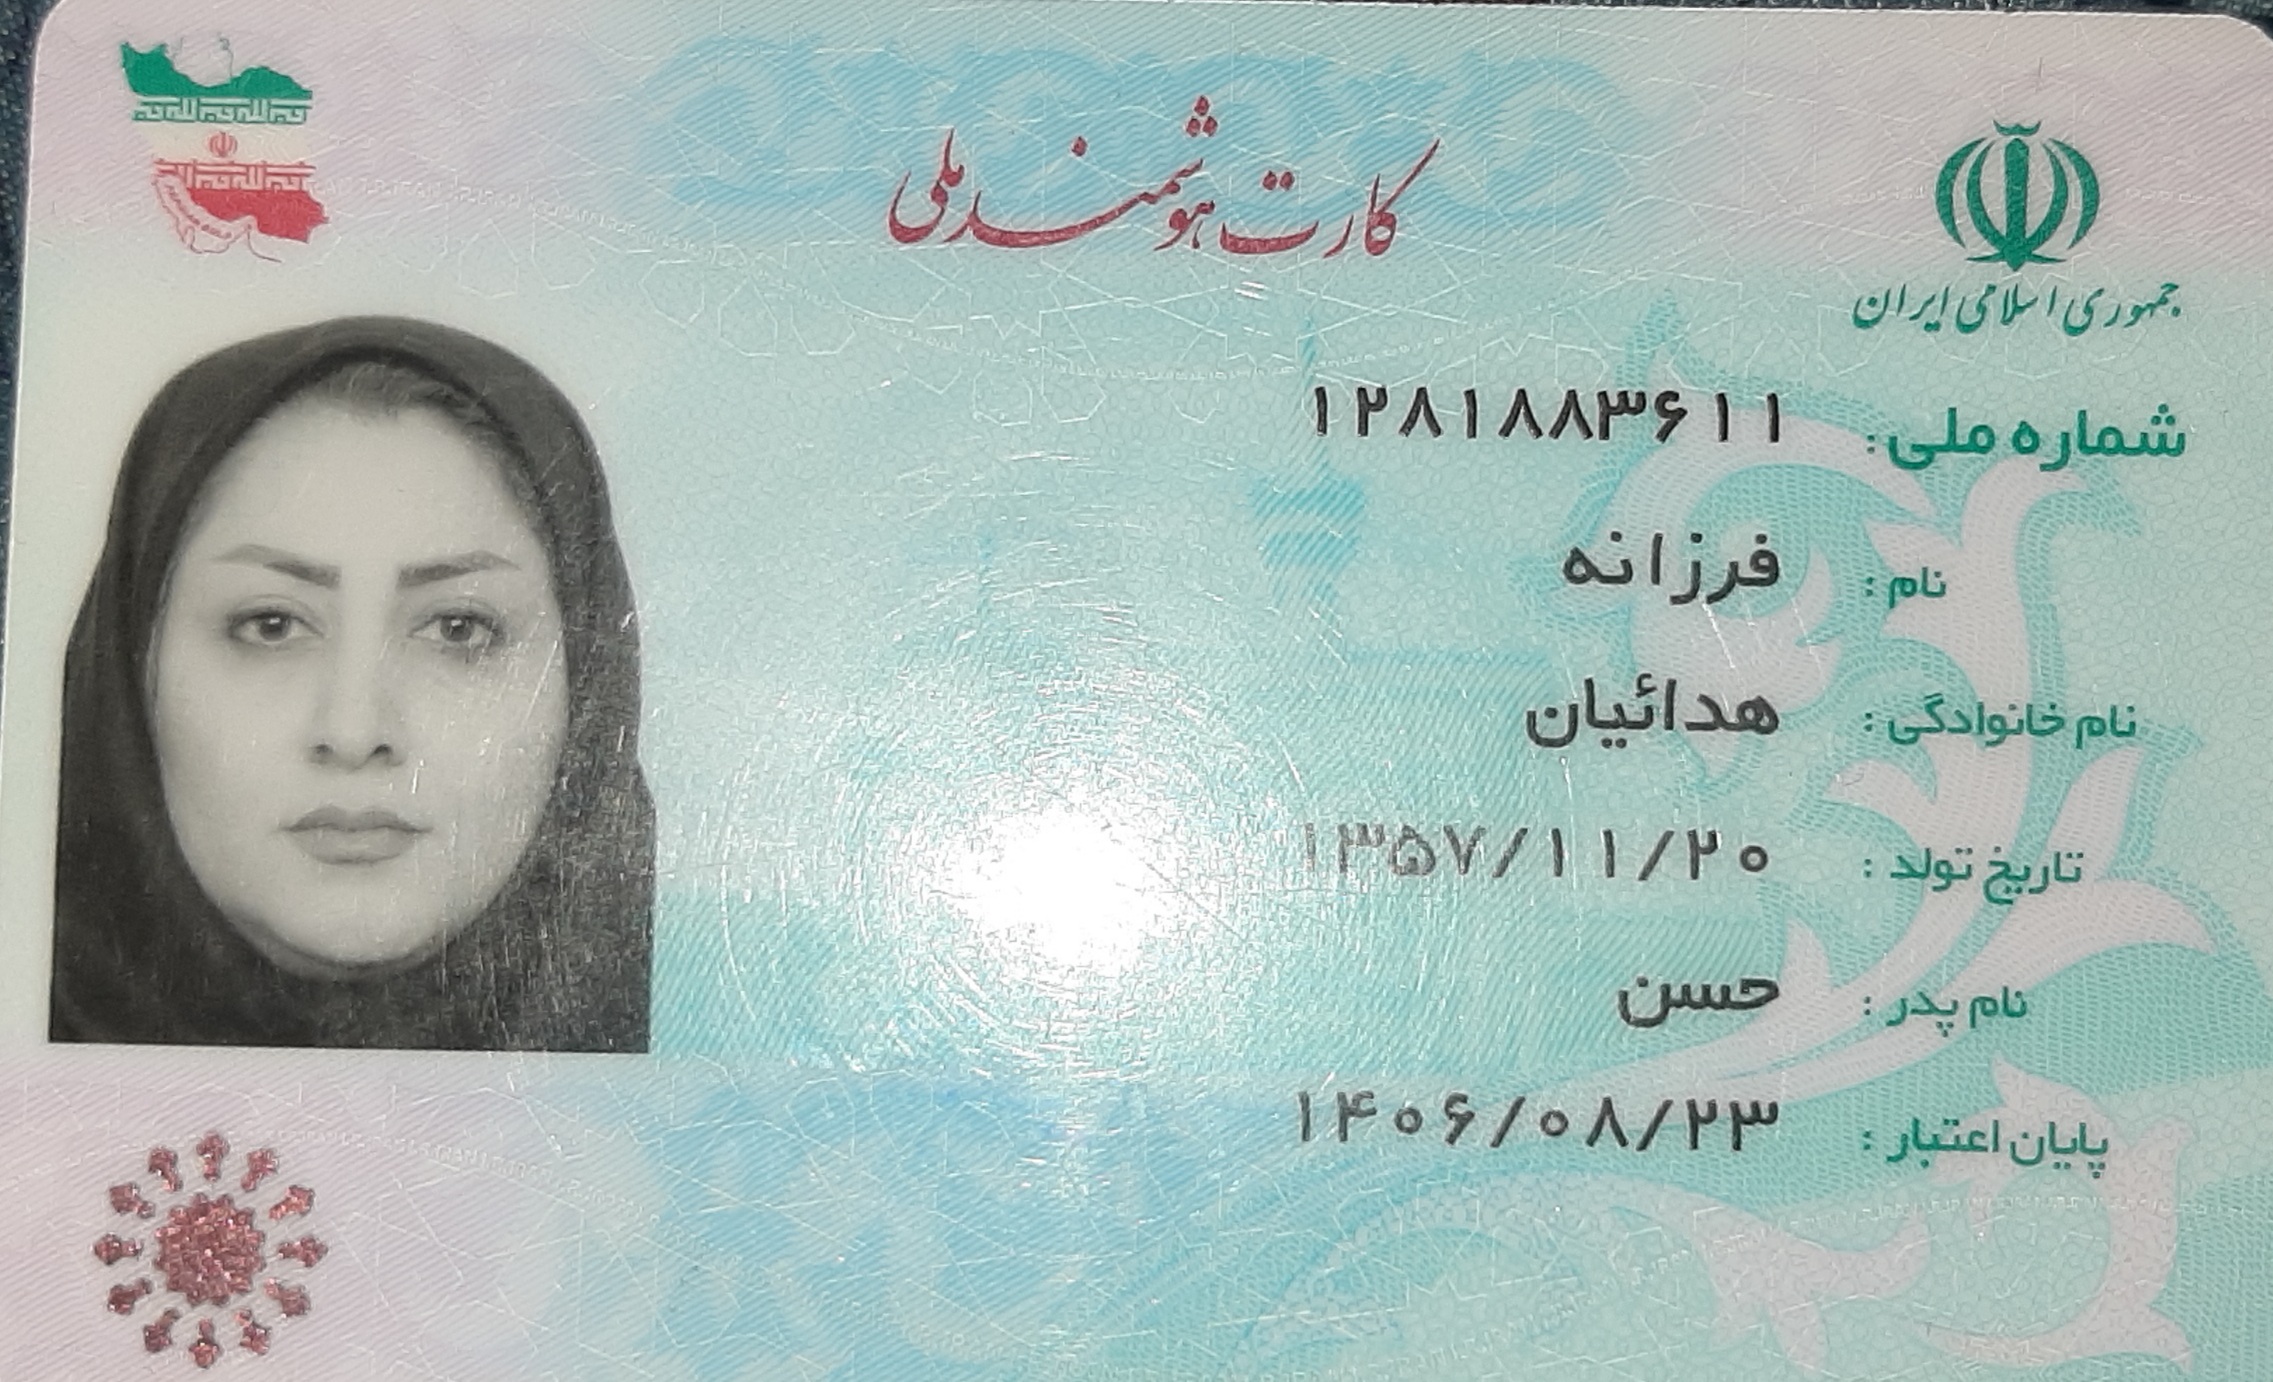 کارت هوشمند ملی
جمهوری اسلامی ایران
شماره ملی: ۱۲۸۱۸۸۳۶۱۱
نام: فرزانه
نام خانوادگی: هدائیان
تاریخ تولد: ۱۳۵۷/۱۱/۲۰
نام پدر: حسن
پایان اعتبار: ۱۴۰۶/۰۸/۲۳